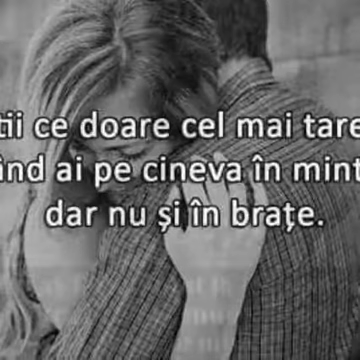 tii ce doare cel mai tare
ând ai pe cineva în mint
dar nu și în brațe.